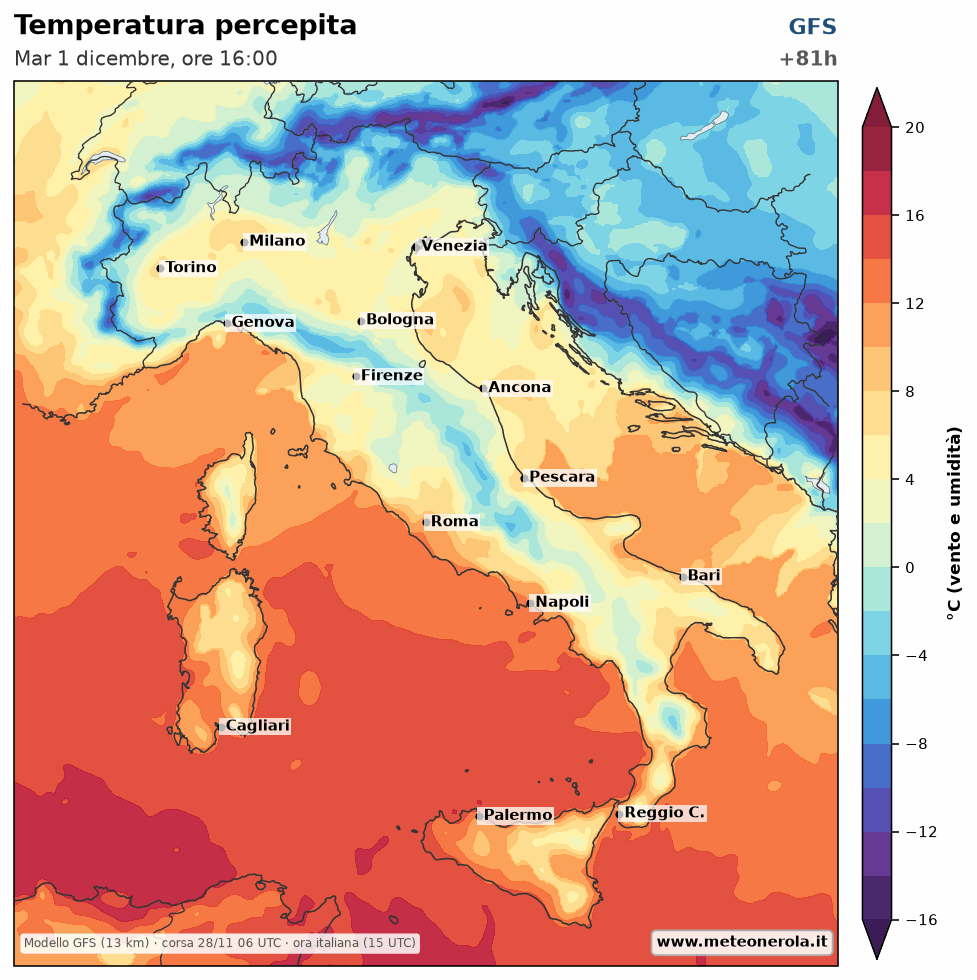 Temperatura percepita
GFS
Mar 1 dicembre, ore 16:00
+81h
Milano
Venezia
Torino
Genova
Bologna
Firenze
Ancona
Pescara
Roma
Bari
Napoli
Cagliari
Palermo
Reggio C.
20
16
12
8
4
0
−4
−8
−12
−16
°C (vento e umidità)
Modello GFS (13 km) · corsa 28/11 06 UTC · ora italiana (15 UTC)
www.meteonerola.it